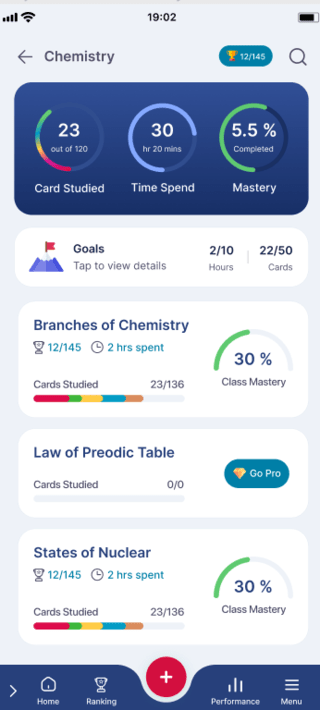 19:02
Chemistry
12/145
23
out of 120
Card Studied
30
hr 20 mins
Time Spend
5.5 %
Completed
Mastery
Goals
Tap to view details
2/10
Hours
22/50
Cards
Branches of Chemistry
12/145 2 hrs spent
Cards Studied 23/136
30 %
Class Mastery
Law of Preodic Table
Cards Studied 0/0
Go Pro
States of Nuclear
12/145 2 hrs spent
Cards Studied 23/136
30 %
Class Mastery
Home Ranking Performance Menu